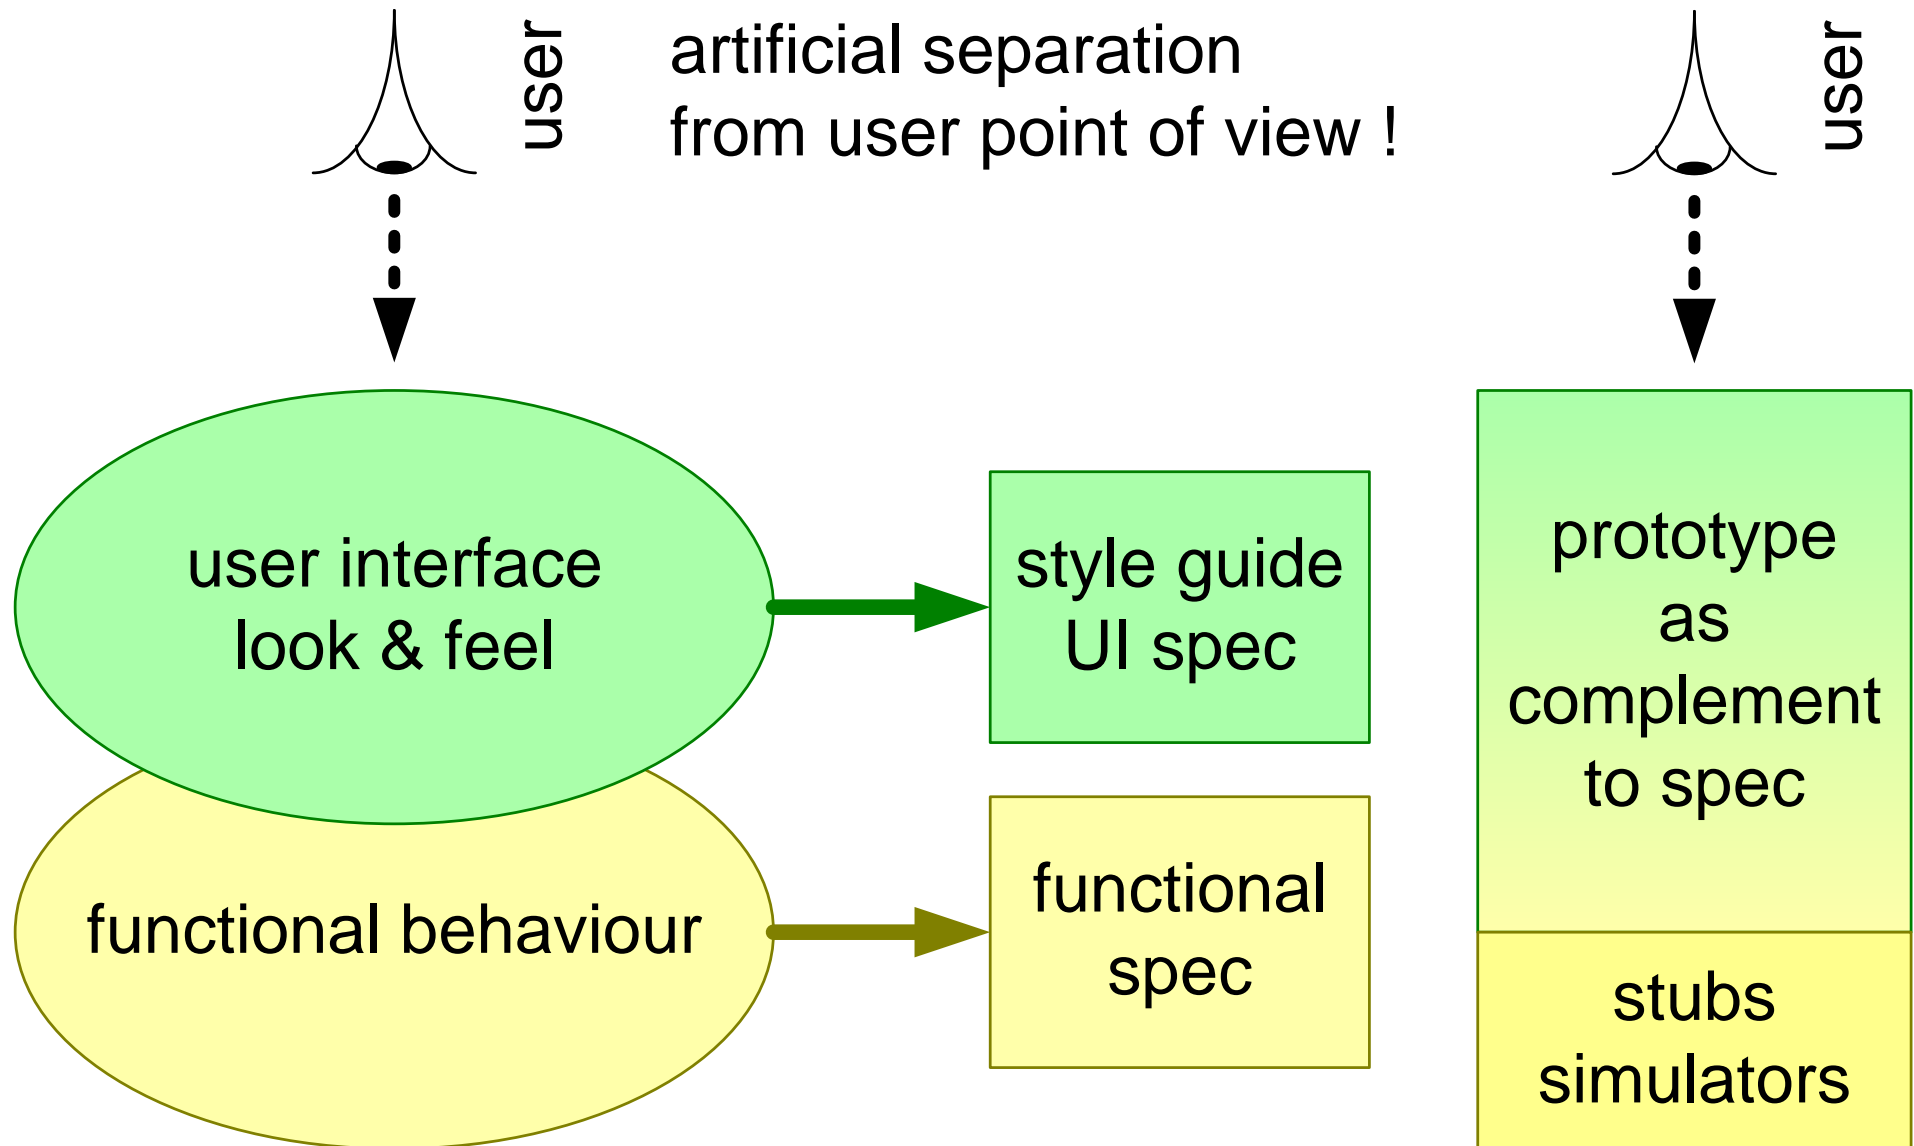 user
artificial separation
from user point of view !
user
user interface
look & feel
style guide
UI spec
prototype
as
complement
to spec
functional behaviour
functional
spec
stubs
simulators